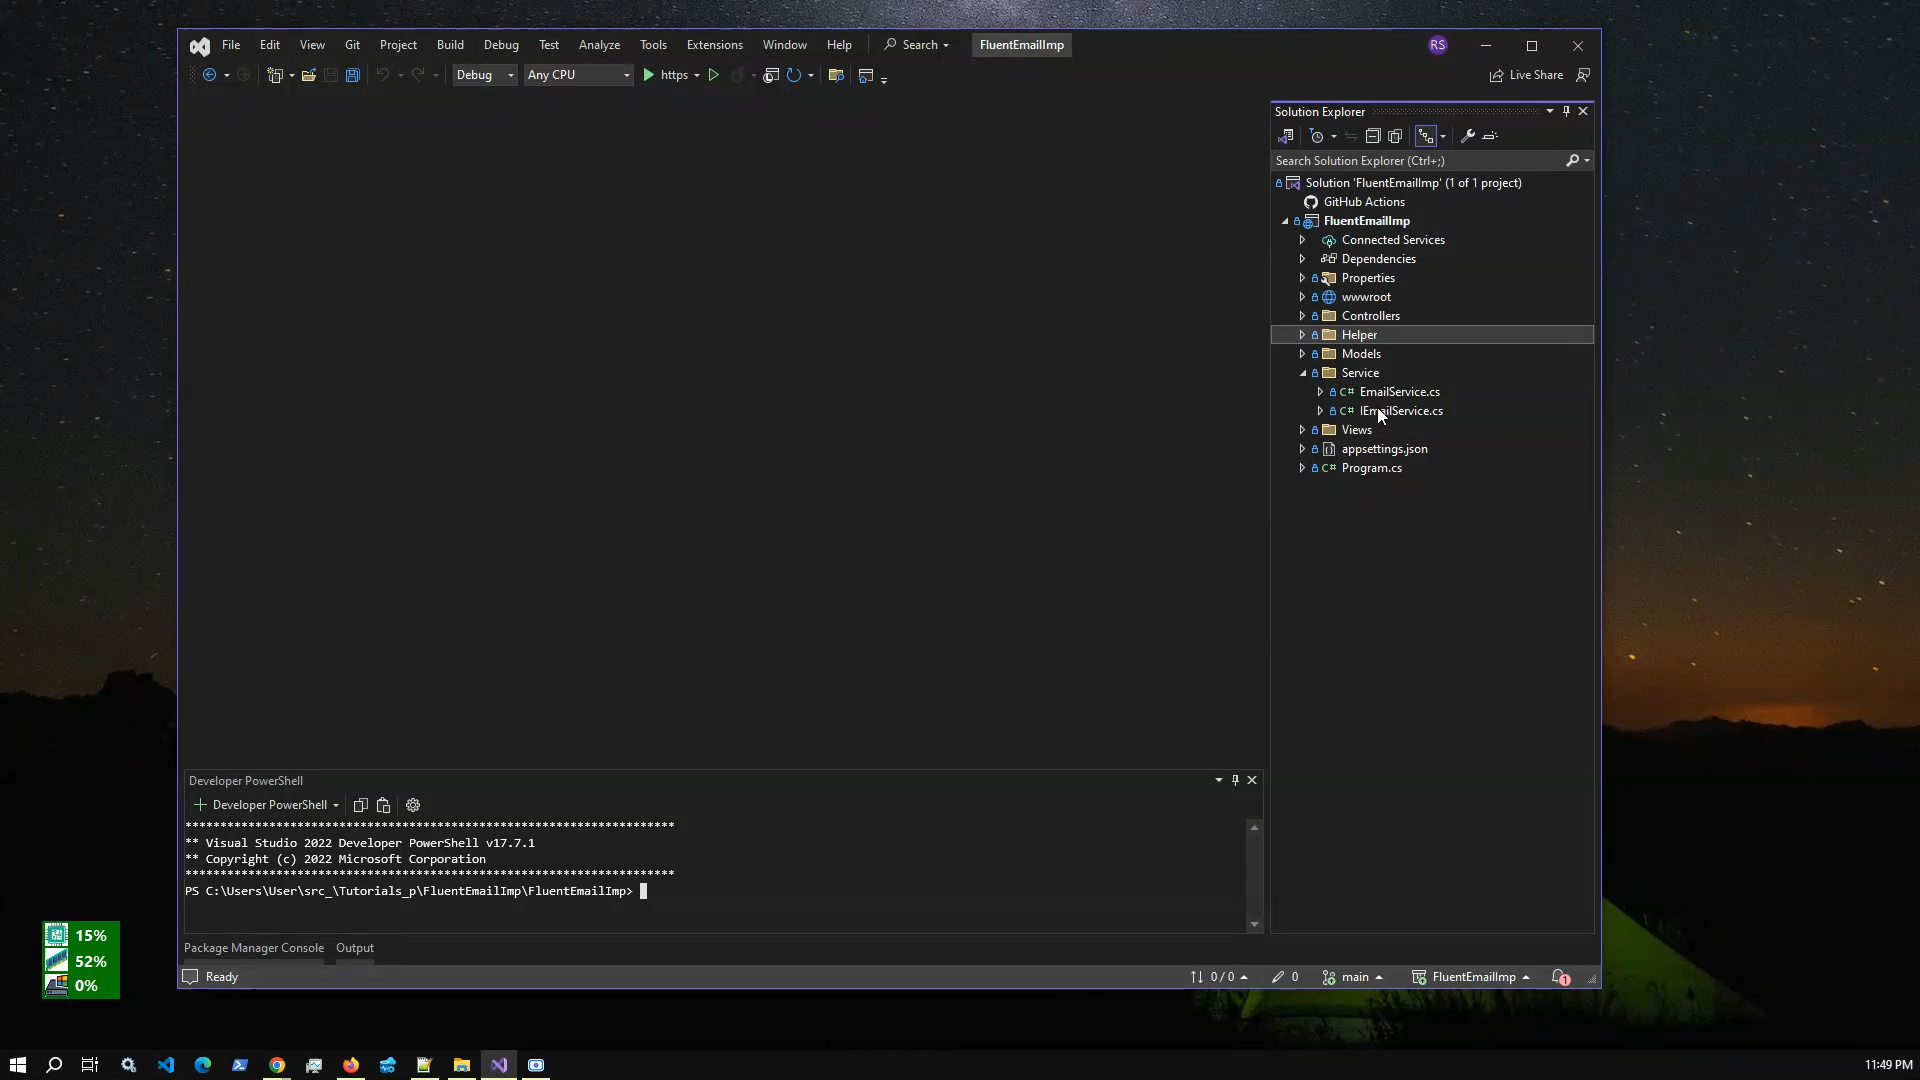 File Edit View Git Project Build Debug Test Analyze Tools Extensions Window Help Search FluentEmailImp RS
Debug Any CPU https Live Share
Solution Explorer
Search Solution Explorer (Ctrl+;)
Solution 'FluentEmailImp' (1 of 1 project)
GitHub Actions
FluentEmailImp
Connected Services
Dependencies
Properties
wwwroot
Controllers
Helper
Models
Service
C# EmailService.cs
C# IEmailService.cs
Views
appsettings.json
C# Program.cs
Developer PowerShell
Developer PowerShell
**********************************************************************
** Visual Studio 2022 Developer PowerShell v17.7.1
** Copyright (c) 2022 Microsoft Corporation
**********************************************************************
PS C:\Users\User\src_\Tutorials_p\FluentEmailImp\FluentEmailImp>
Package Manager Console Output
Ready 0 / 0 0 main FluentEmailImp 1
15%
52%
0%
11:49 PM